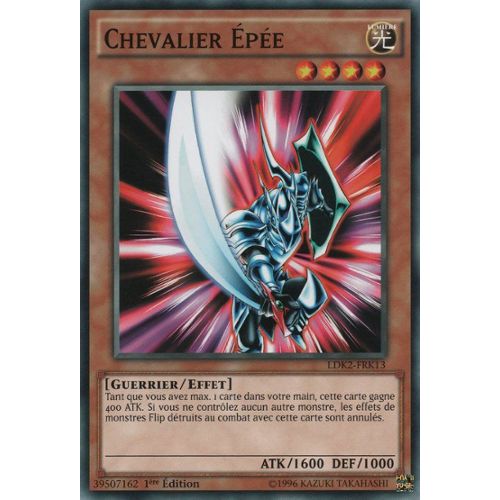 CHEVALIER ÉPÉE
LUMIÈRE
光
LDK2-FRK13
[GUERRIER/EFFET]
Tant que vous avez max. 1 carte dans votre main, cette carte gagne
400 ATK. Si vous ne contrôlez aucun autre monstre, les effets de
monstres Flip détruits au combat avec cette carte sont annulés.
ATK/1600 DEF/1000
39507162 1ère Édition ©1996 KAZUKI TAKAHASHI